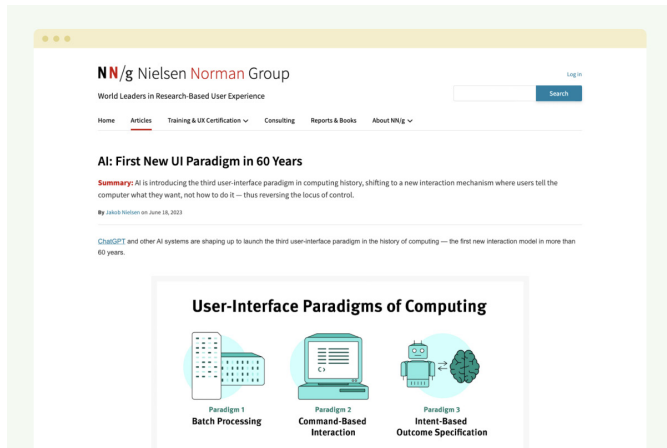 NN/g Nielsen Norman Group
Log in
World Leaders in Research-Based User Experience
Search
Home Articles Training & UX Certification Consulting Reports & Books About NN/g
AI: First New UI Paradigm in 60 Years
Summary: AI is introducing the third user-interface paradigm in computing history, shifting to a new interaction mechanism where users tell the
computer what they want, not how to do it — thus reversing the locus of control.
By Jakob Nielsen on June 18, 2023
ChatGPT and other AI systems are shaping up to launch the third user-interface paradigm in the history of computing — the first new interaction model in more than
60 years.
User-Interface Paradigms of Computing
C>
Paradigm 1
Batch Processing
Paradigm 2
Command-Based
Interaction
Paradigm 3
Intent-Based
Outcome Specification